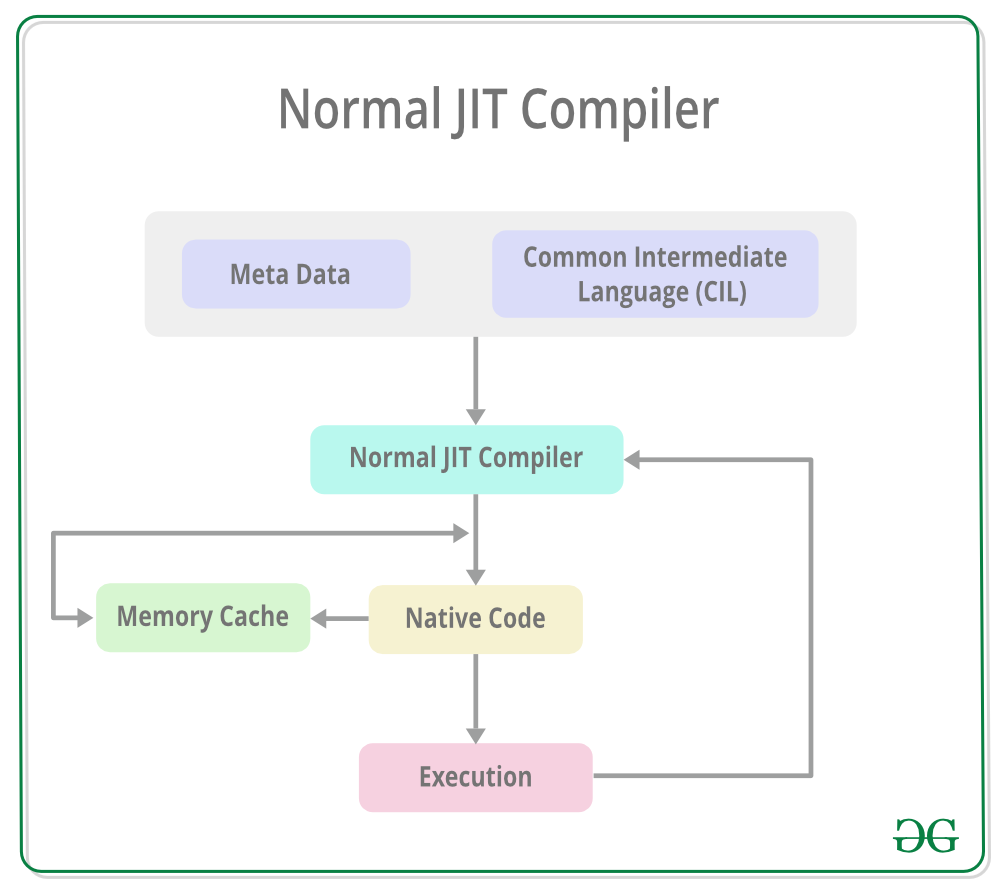 Normal JIT Compiler
Meta Data
Common Intermediate
Language (CIL)
Normal JIT Compiler
Memory Cache
Native Code
Execution